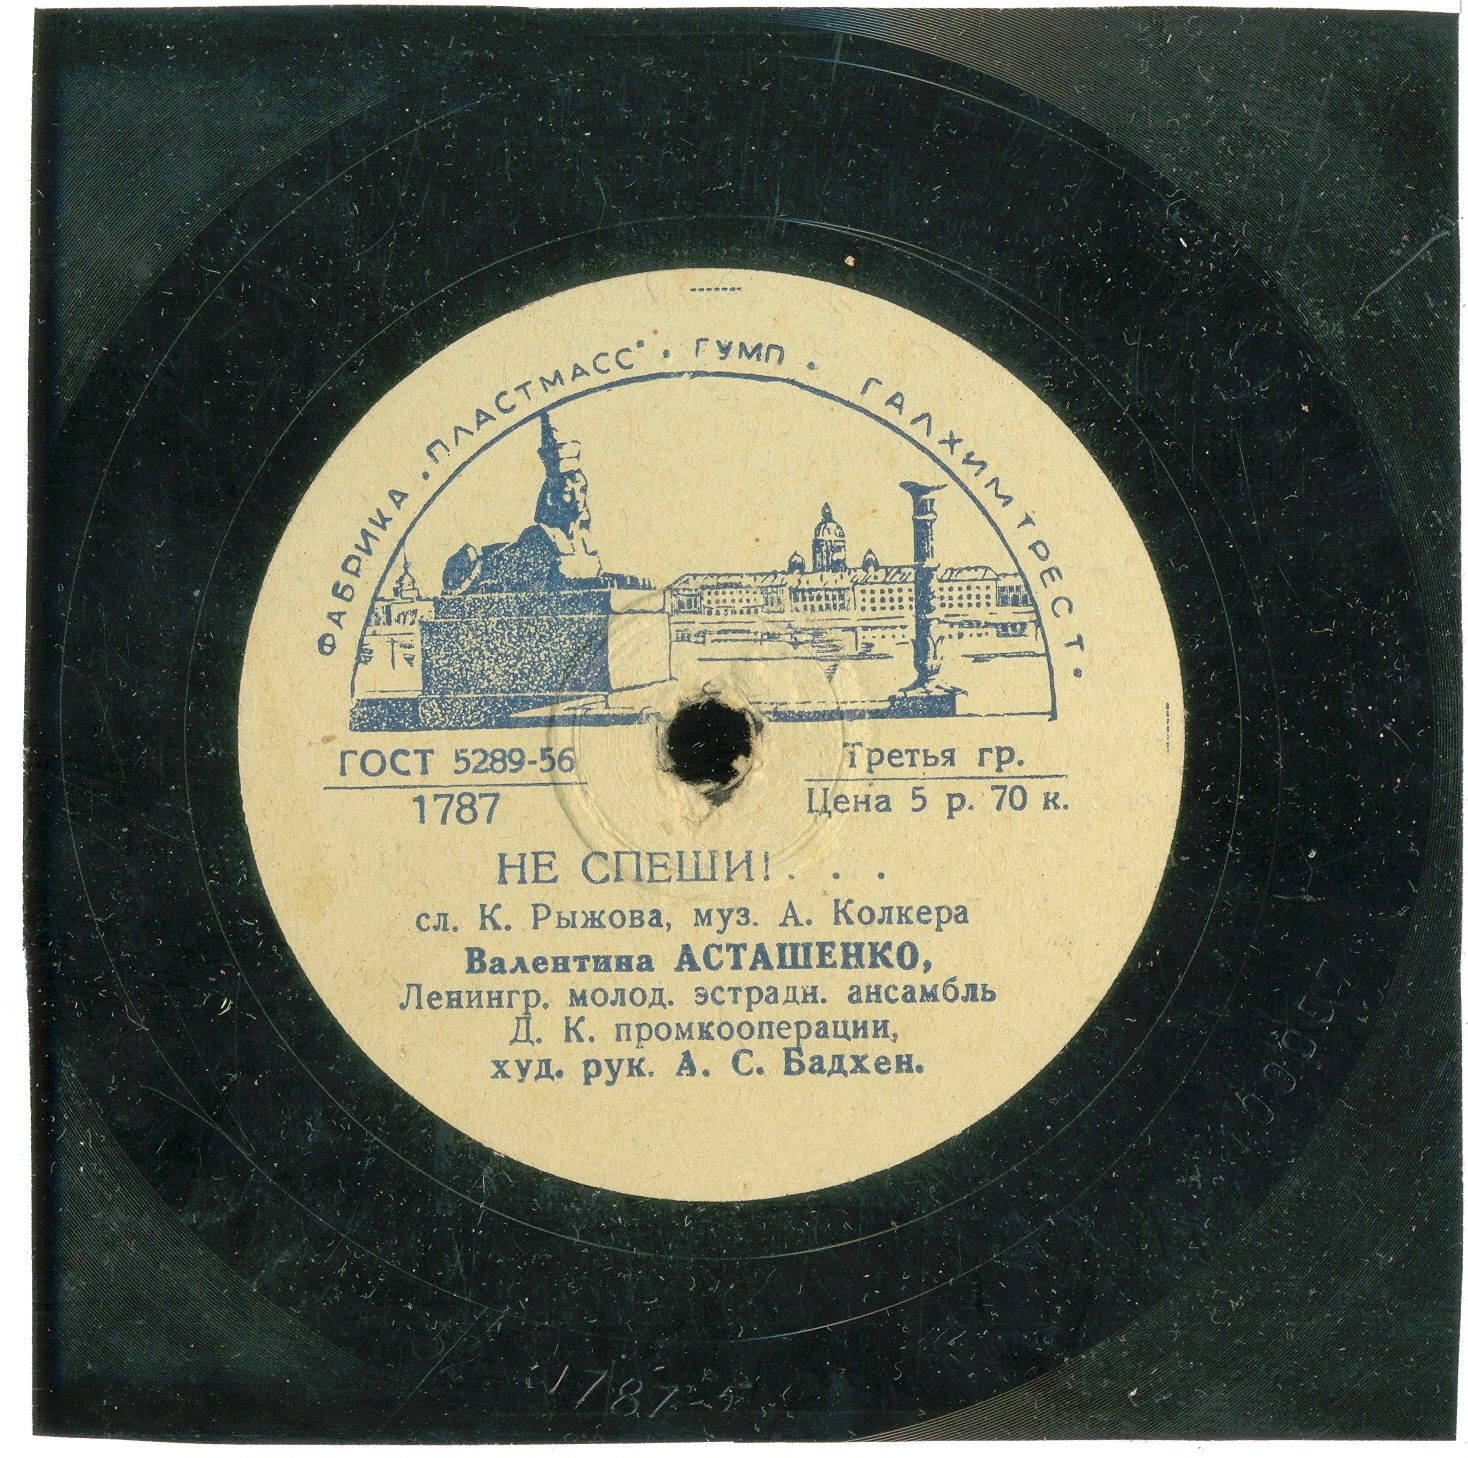 ФАБРИКА „ПЛАСТМАСС“ • ГУМП • ГАЛХИМТРЕСТ •
ГОСТ 5289-56
1787
Третья гр.
Цена 5 р. 70 к.
НЕ СПЕШИ! . . .
сл. К. Рыжова, муз. А. Колкера
Валентина АСТАШЕНКО,
Ленингр. молод. эстрадн. ансамбль
Д. К. промкооперации,
худ. рук. А. С. Бадхен.